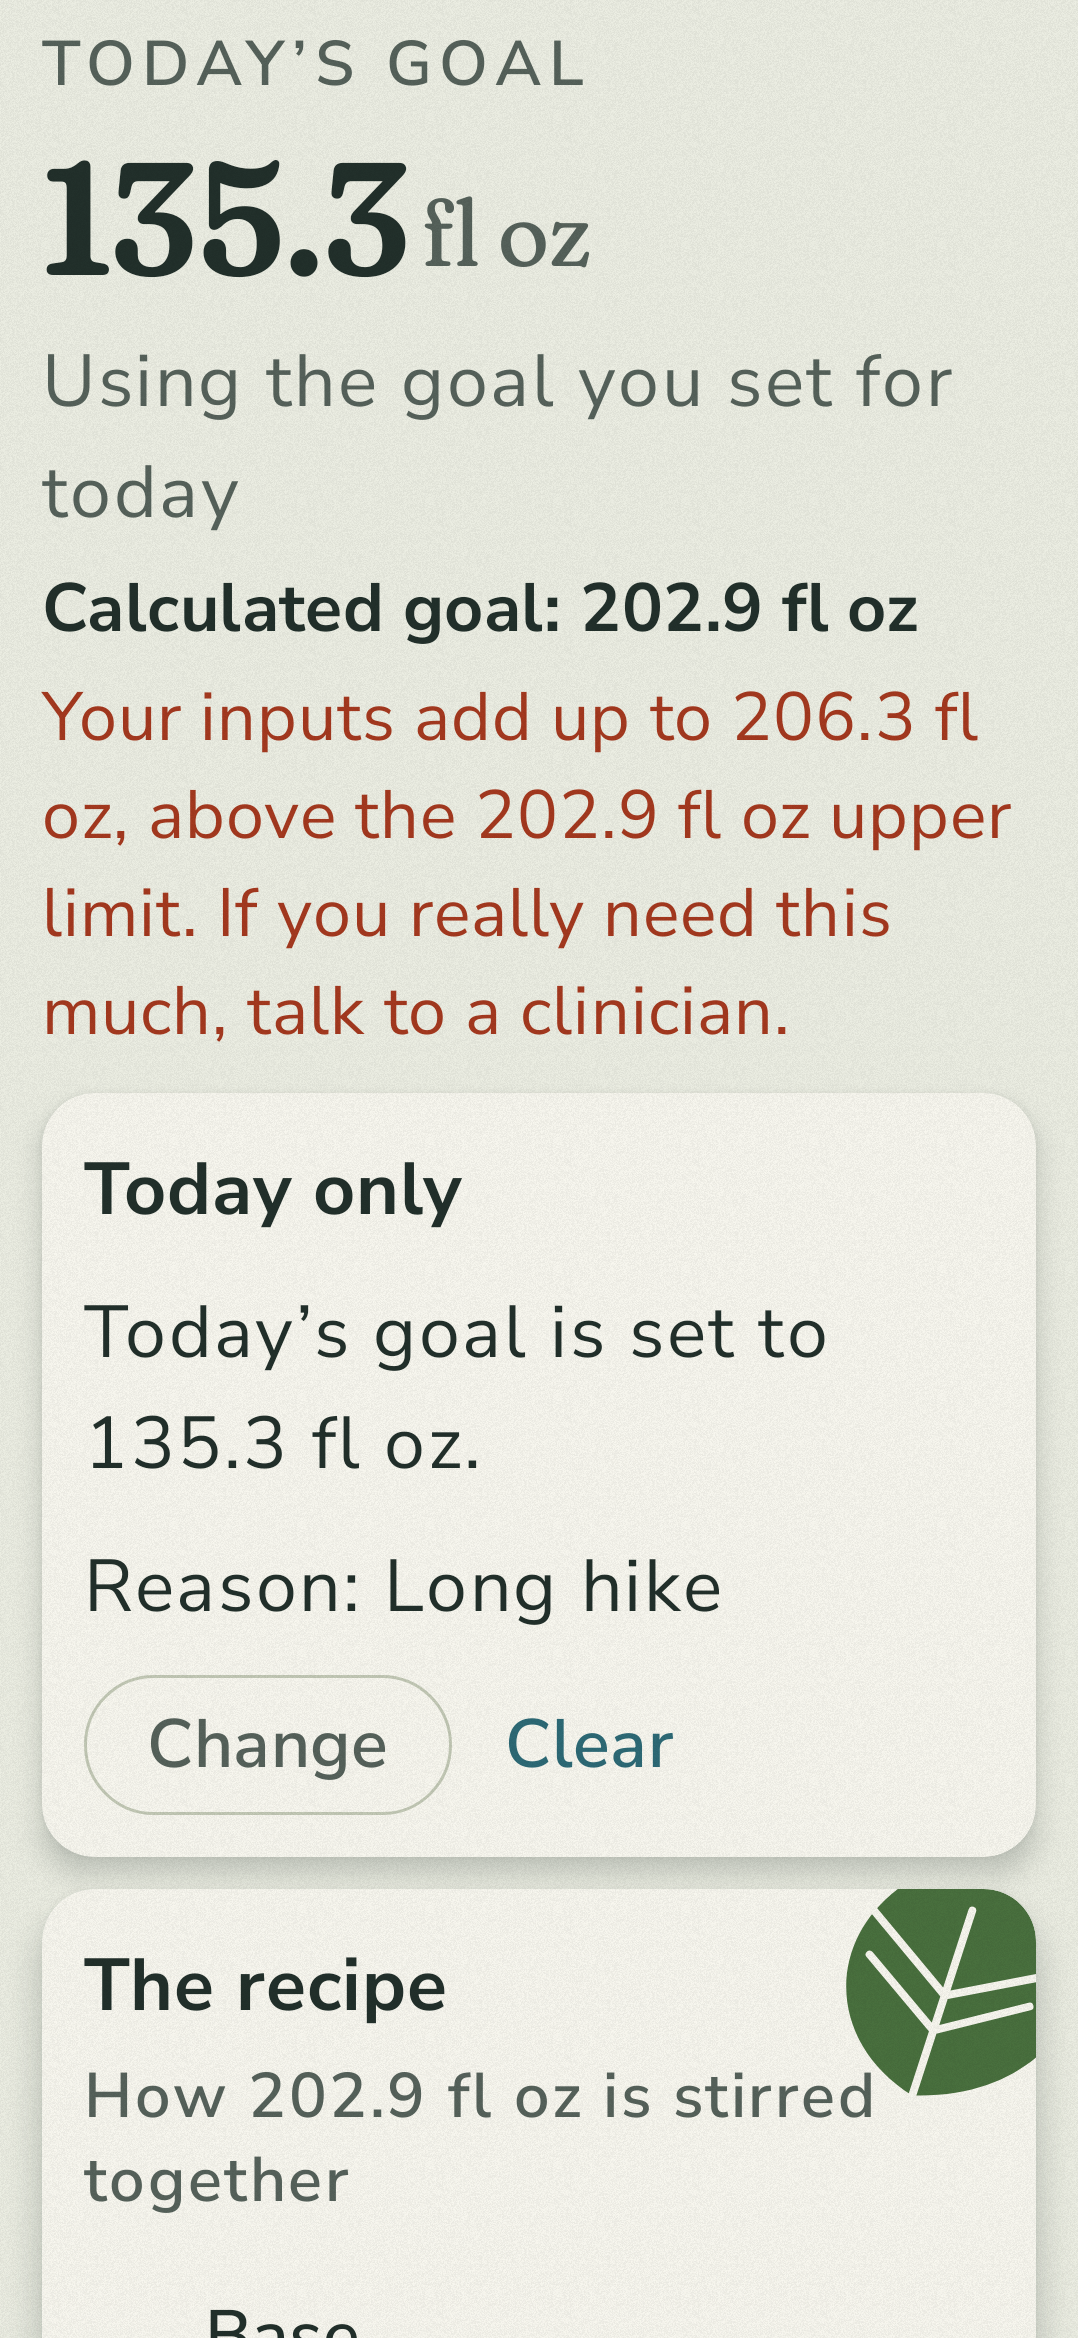 TODAY’S GOAL
135.3 fl oz
Using the goal you set for
today
Calculated goal: 202.9 fl oz
Your inputs add up to 206.3 fl
oz, above the 202.9 fl oz upper
limit. If you really need this
much, talk to a clinician.
Today only
Today’s goal is set to
135.3 fl oz.
Reason: Long hike
Change Clear
The recipe
How 202.9 fl oz is stirred
together
Base